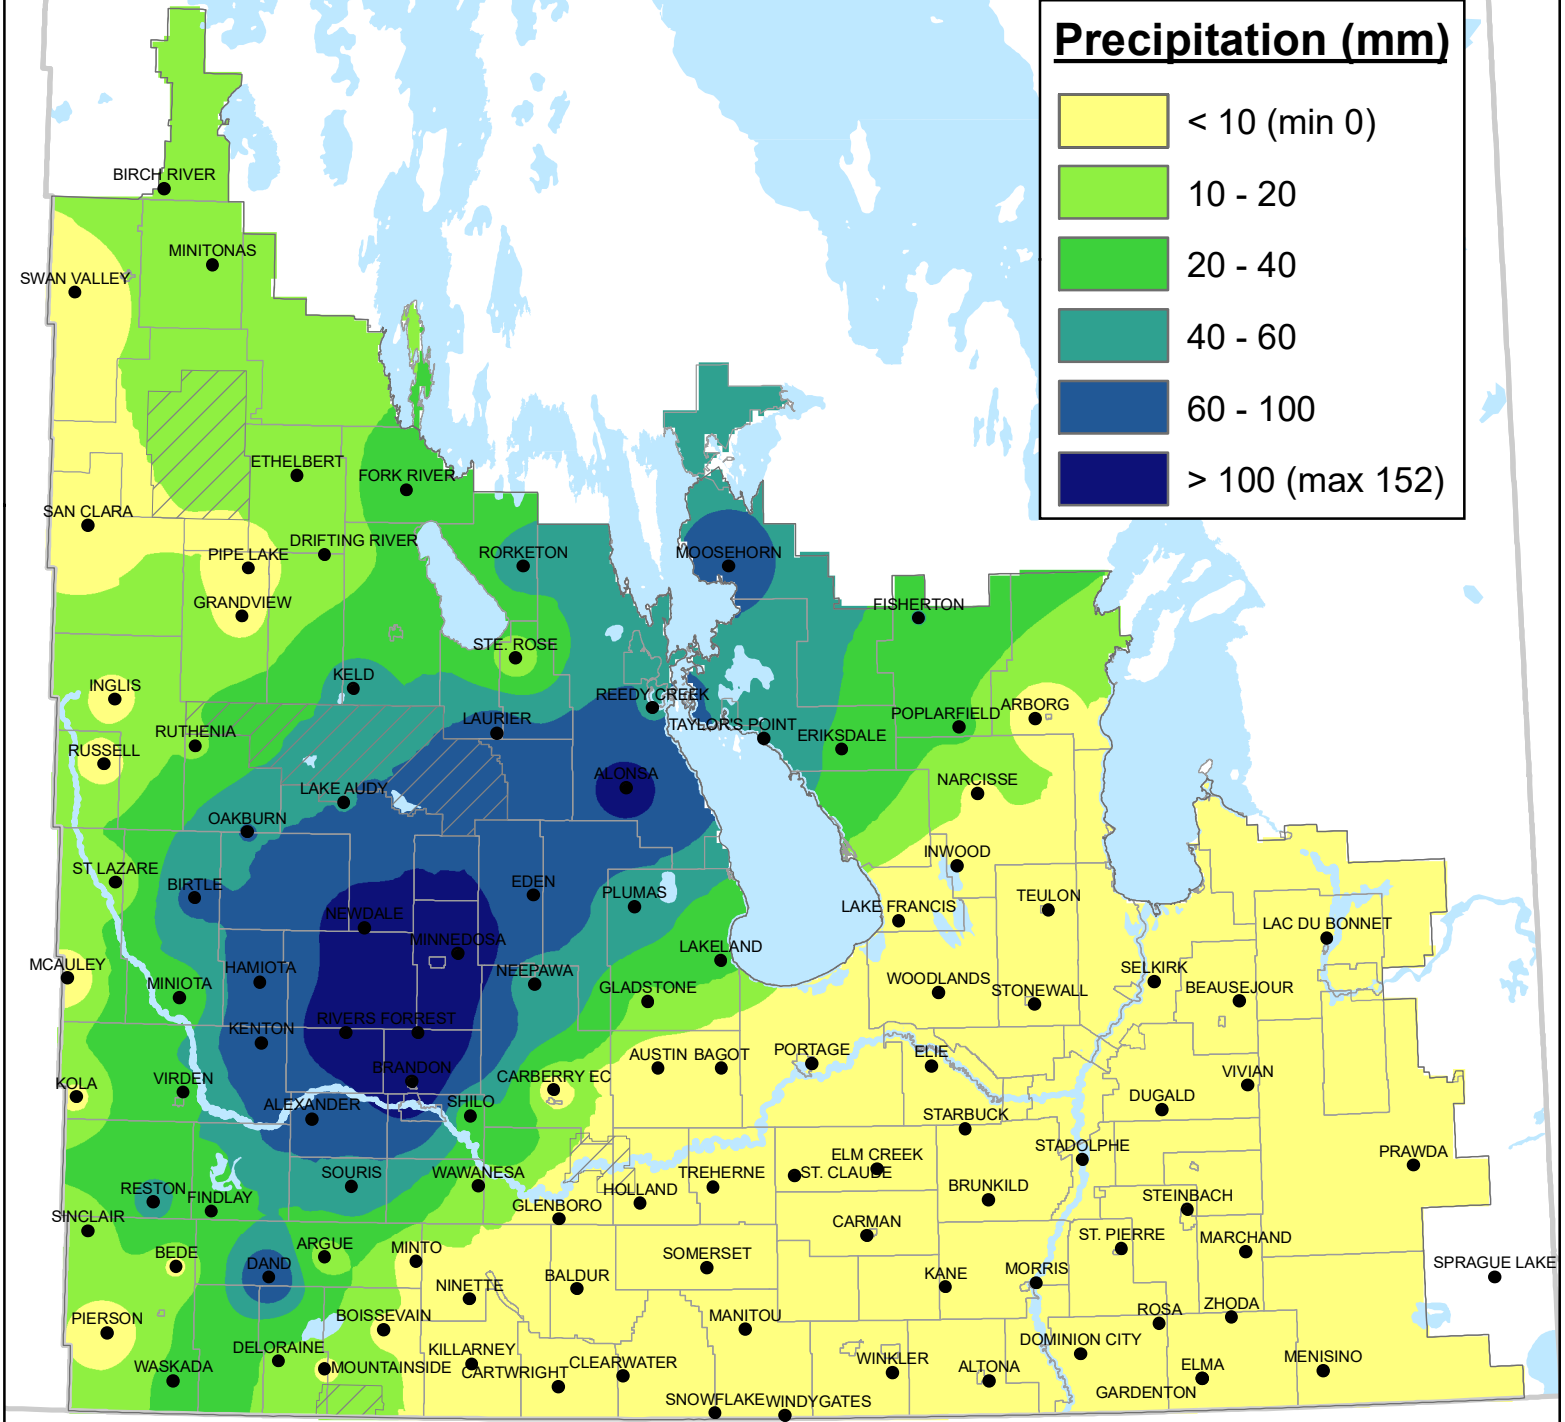 Precipitation (mm)
< 10 (min 0)
10 - 20
20 - 40
40 - 60
60 - 100
> 100 (max 152)
BIRCH RIVER
MINITONAS
SWAN VALLEY
ETHELBERT
FORK RIVER
SAN CLARA
PIPE LAKE
DRIFTING RIVER
RORKETON
MOOSEHORN
GRANDVIEW
FISHERTON
STE. ROSE
KELD
INGLIS
REEDY CREEK
ARBORG
POPLARFIELD
LAURIER
TAYLOR'S POINT
RUTHENIA
ERIKSDALE
RUSSELL
ALONSA
NARCISSE
LAKE AUDY
OAKBURN
INWOOD
ST LAZARE
BIRTLE
EDEN
PLUMAS
TEULON
LAKE FRANCIS
NEWDALE
LAC DU BONNET
MINNEDOSA
LAKELAND
MCAULEY
HAMIOTA
NEEPAWA
SELKIRK
MINIOTA
GLADSTONE
WOODLANDS
STONEWALL
BEAUSEJOUR
RIVERS
FORREST
KENTON
AUSTIN
BAGOT
PORTAGE
ELIE
BRANDON
VIVIAN
KOLA
VIRDEN
CARBERRY EC
DUGALD
ALEXANDER
SHILO
STARBUCK
STADOLPHE
PRAWDA
ELM CREEK
SOURIS
WAWANESA
TREHERNE
ST. CLAUDE
RESTON
FINDLAY
HOLLAND
BRUNKILD
STEINBACH
GLENBORO
SINCLAIR
CARMAN
ST. PIERRE
MARCHAND
ARGUE
MINTO
BEDE
DAND
SOMERSET
SPRAGUE LAKE
BALDUR
KANE
MORRIS
NINETTE
PIERSON
BOISSEVAIN
MANITOU
ROSA
ZHODA
DOMINION CITY
DELORAINE
KILLARNEY
WASKADA
MOUNTAINSIDE
CARTWRIGHT
CLEARWATER
WINKLER
ALTONA
ELMA
MENISINO
GARDENTON
SNOWFLAKE
WINDYGATES